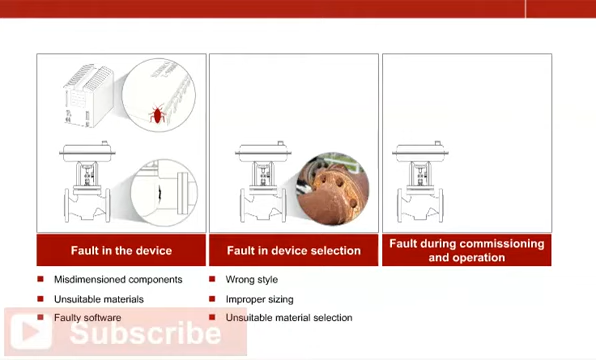 Fault in the device
Fault in device selection
Fault during commissioning
and operation
Misdimensioned components
Unsuitable materials
Faulty software
Wrong style
Improper sizing
Unsuitable material selection
Subscribe